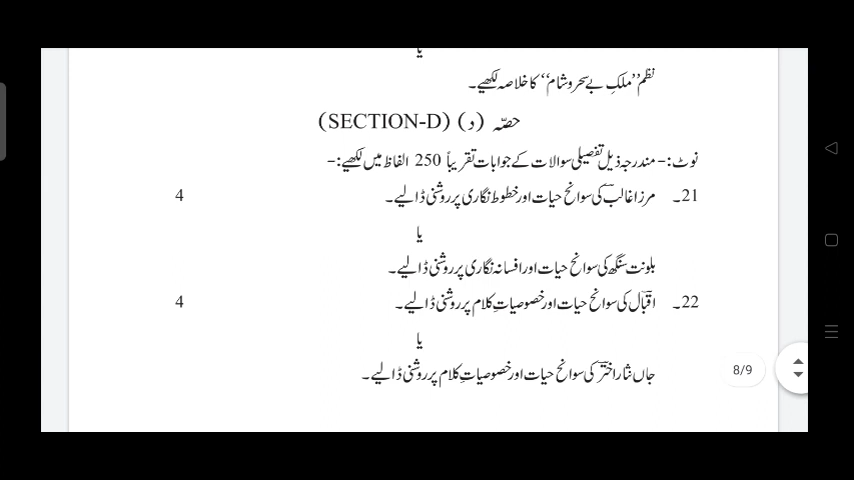 یا
نظم ”ملکِ بے سحر و شام“ کا خلاصہ لکھیے۔
حصّہ (د) (SECTION-D)
نوٹ:- مندرجہ ذیل تفصیلی سوالات کے جوابات تقریباً 250 الفاظ میں لکھیے:-
21۔ مرزا غالبؔ کی سوانح حیات اور خطوط نگاری پر روشنی ڈالیے۔ 4
یا
بلونت سنگھ کی سوانح حیات اور افسانہ نگاری پر روشنی ڈالیے۔
22۔ اقبالؔ کی سوانح حیات اور خصوصیاتِ کلام پر روشنی ڈالیے۔ 4
یا
جاں نثار اخترؔ کی سوانح حیات اور خصوصیاتِ کلام پر روشنی ڈالیے۔
8/9